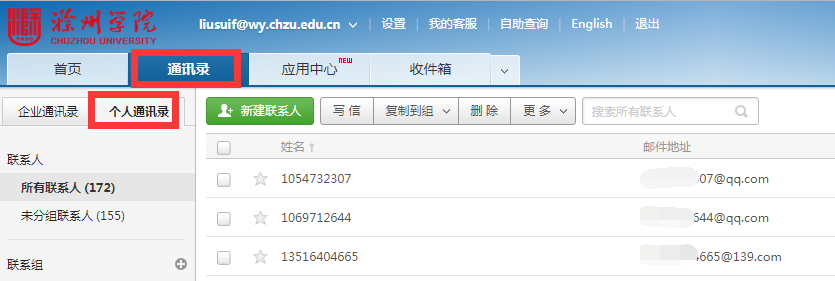 滁州学院
CHUZHOU UNIVERSITY
liusuif@wy.chzu.edu.cn 设置 我的客服 自助查询 English 退出
首页 通讯录 应用中心 NEW 收件箱
企业通讯录 个人通讯录 新建联系人 写 信 复制到组 删 除 更 多 搜索所有联系人
姓名 邮件地址
联系人
所有联系人 (172) 1054732307 07@qq.com
未分组联系人 (155) 1069712644 644@qq.com
联系组 13516404665 4665@139.com